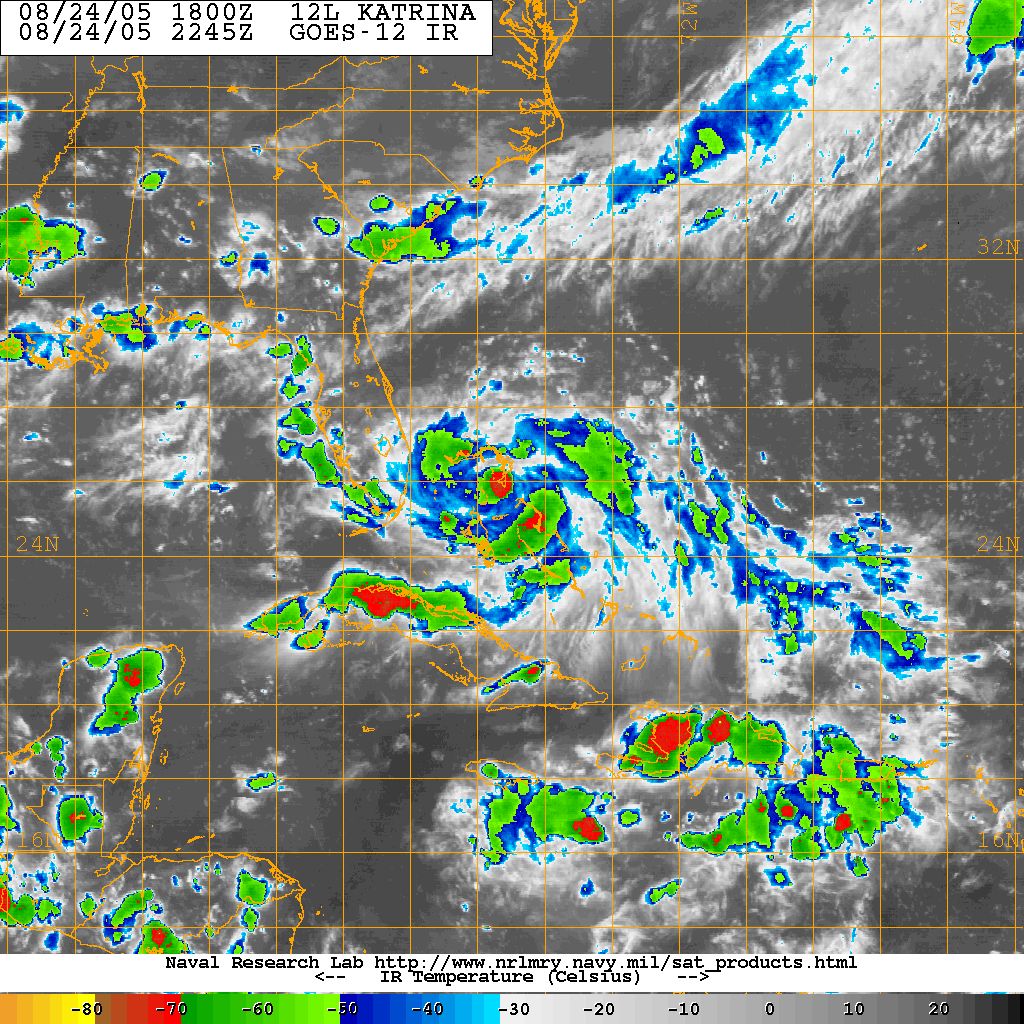 08/24/05 1800Z 12L KATRINA
08/24/05 2245Z GOES-12 IR
72W
64W
32N
24N
24N
16N
16N
Naval Research Lab http://www.nrlmry.navy.mil/sat_products.html
<-- IR Temperature (Celsius) -->
-80 -70 -60 -50 -40 -30 -20 -10 0 10 20